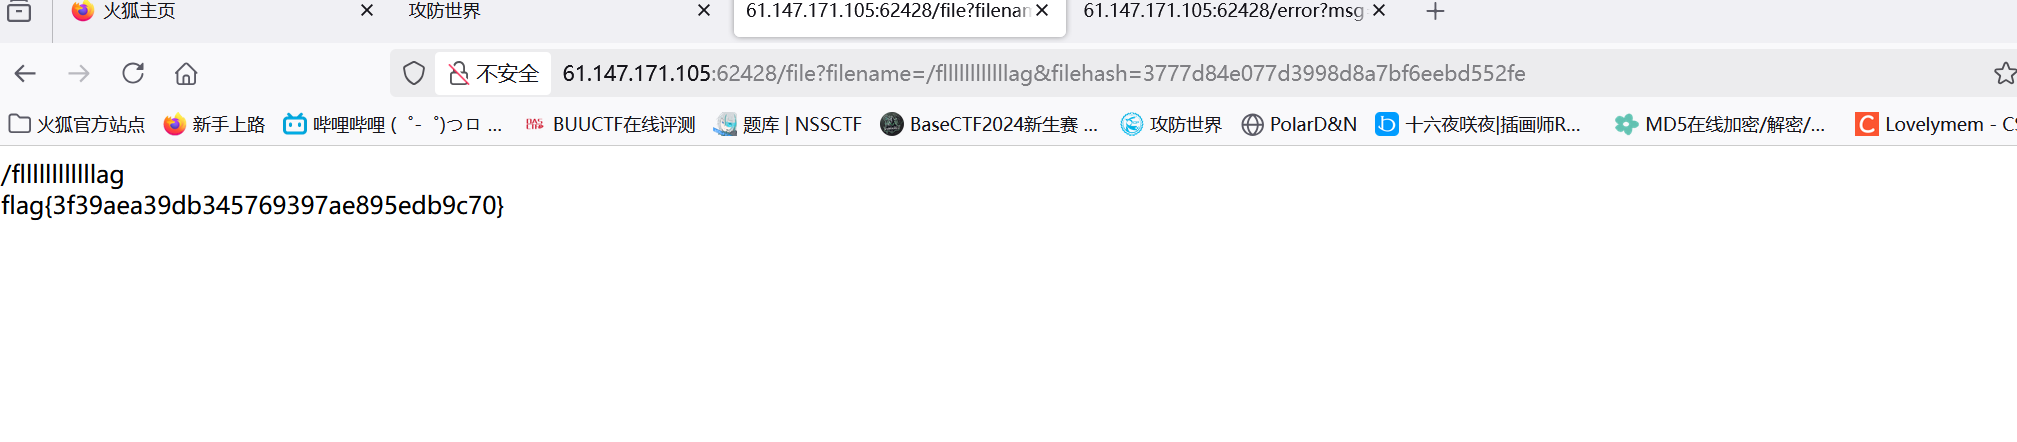 火狐主页
攻防世界
61.147.171.105:62428/file?filenan
61.147.171.105:62428/error?msg
不安全
61.147.171.105:62428/file?filename=/fllllllllllllag&filehash=3777d84e077d3998d8a7bf6eebd552fe
火狐官方站点
新手上路
哔哩哔哩 ( ゜- ゜)つロ ...
BUUCTF在线评测
题库 | NSSCTF
BaseCTF2024新生赛 ...
攻防世界
PolarD&N
十六夜咲夜|插画师R...
MD5在线加密/解密/...
Lovelymem - CS
/fllllllllllllag
flag{3f39aea39db345769397ae895edb9c70}